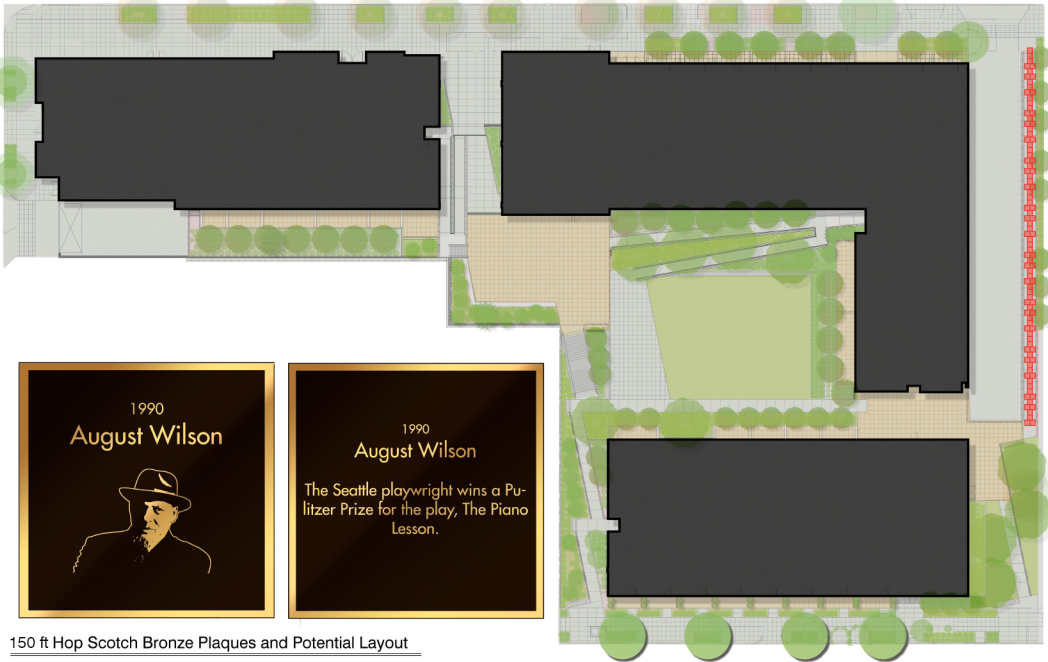 1990
August Wilson
1990
August Wilson
The Seattle playwright wins a Pu-
litzer Prize for the play, The Piano
Lesson.
150 ft Hop Scotch Bronze Plaques and Potential Layout